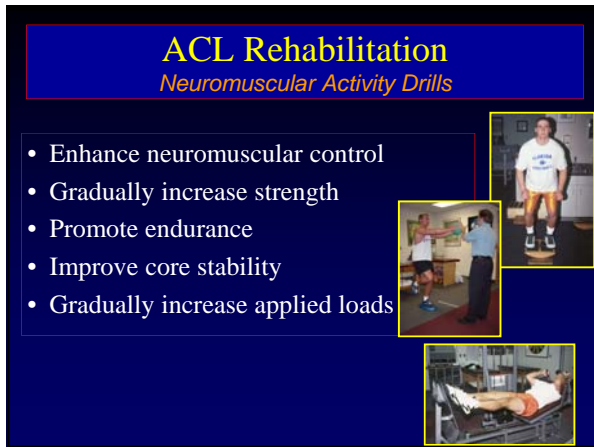 ACL Rehabilitation
Neuromuscular Activity Drills
• Enhance neuromuscular control
• Gradually increase strength
• Promote endurance
• Improve core stability
• Gradually increase applied loads
FLORIDA